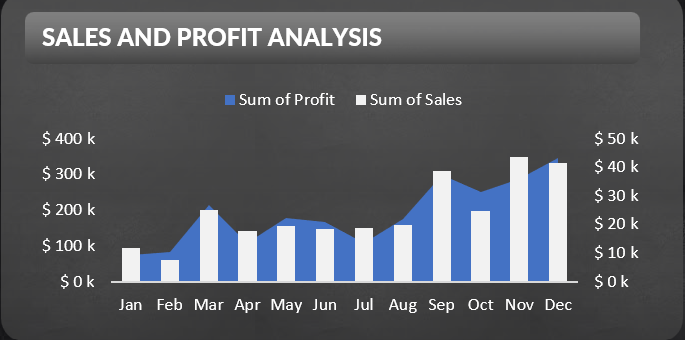 SALES AND PROFIT ANALYSIS
Sum of Profit Sum of Sales
$ 400 k $ 50 k
$ 300 k $ 40 k
$ 200 k $ 30 k
$ 100 k $ 20 k
$ 0 k $ 10 k
$ 0 k
Jan Feb Mar Apr May Jun Jul Aug Sep Oct Nov Dec